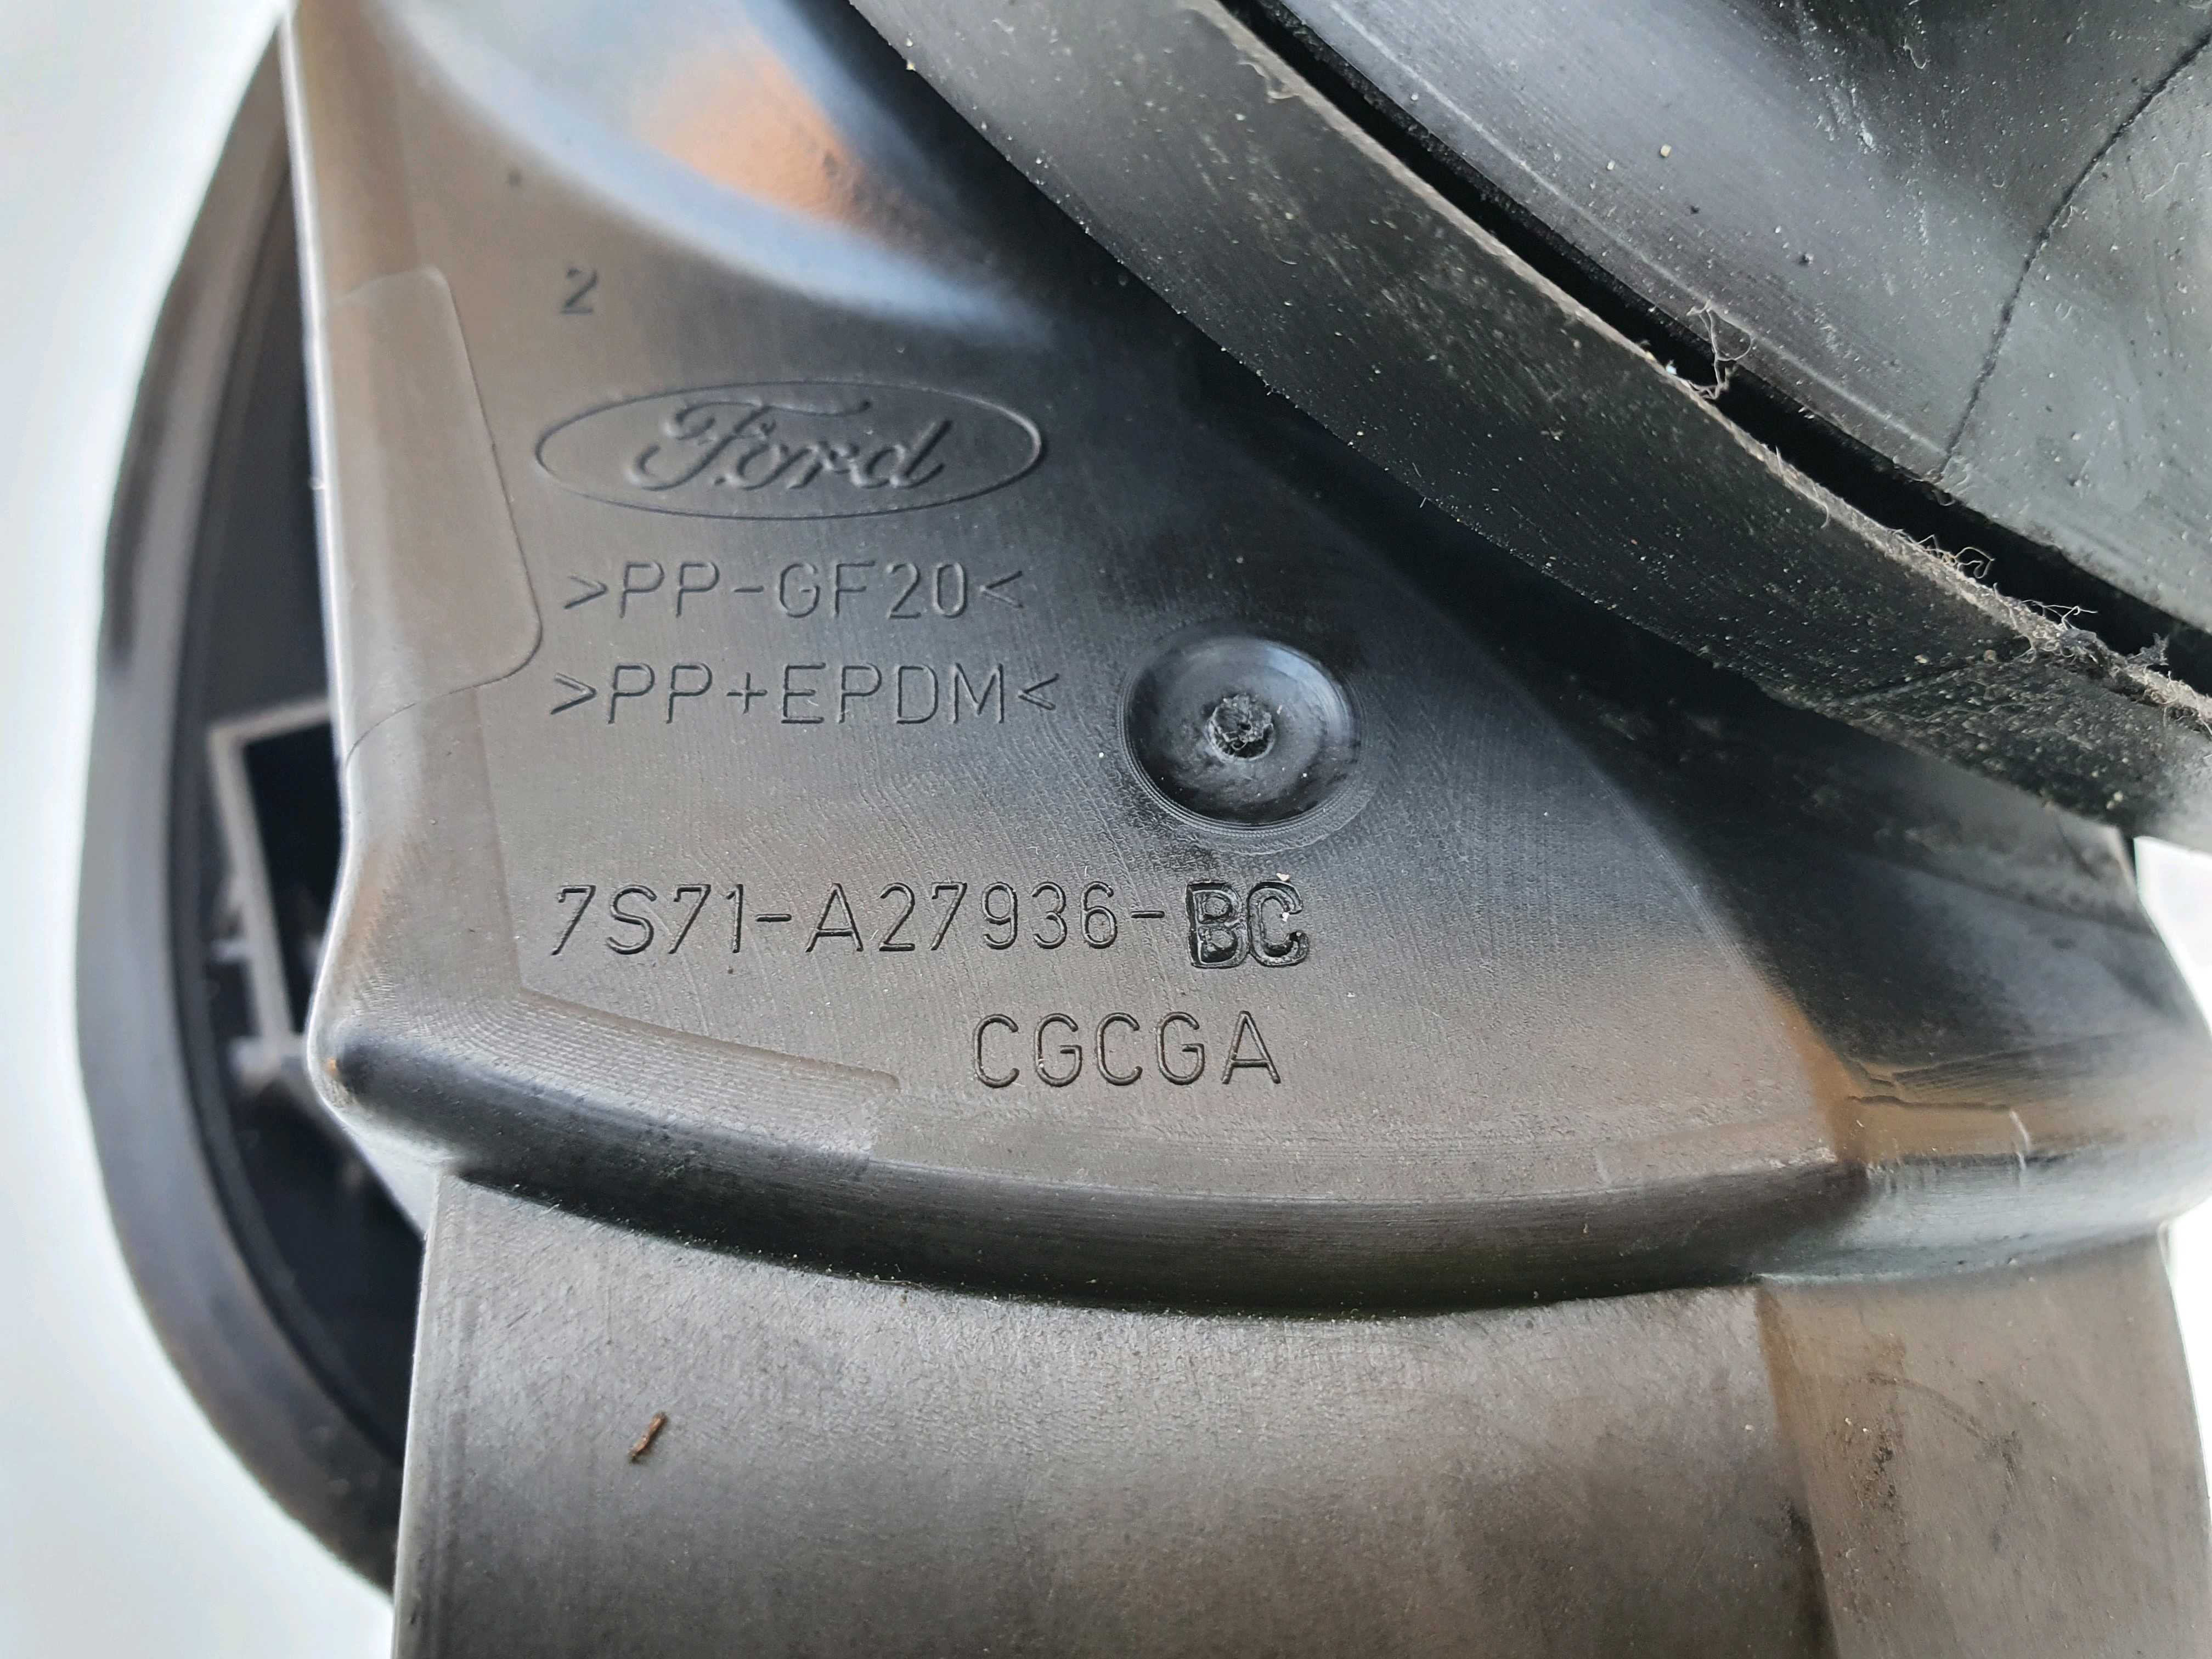 2
Ford
>PP-GF20<
>PP+EPDM<
7S71-A27936-BC
CGCGA